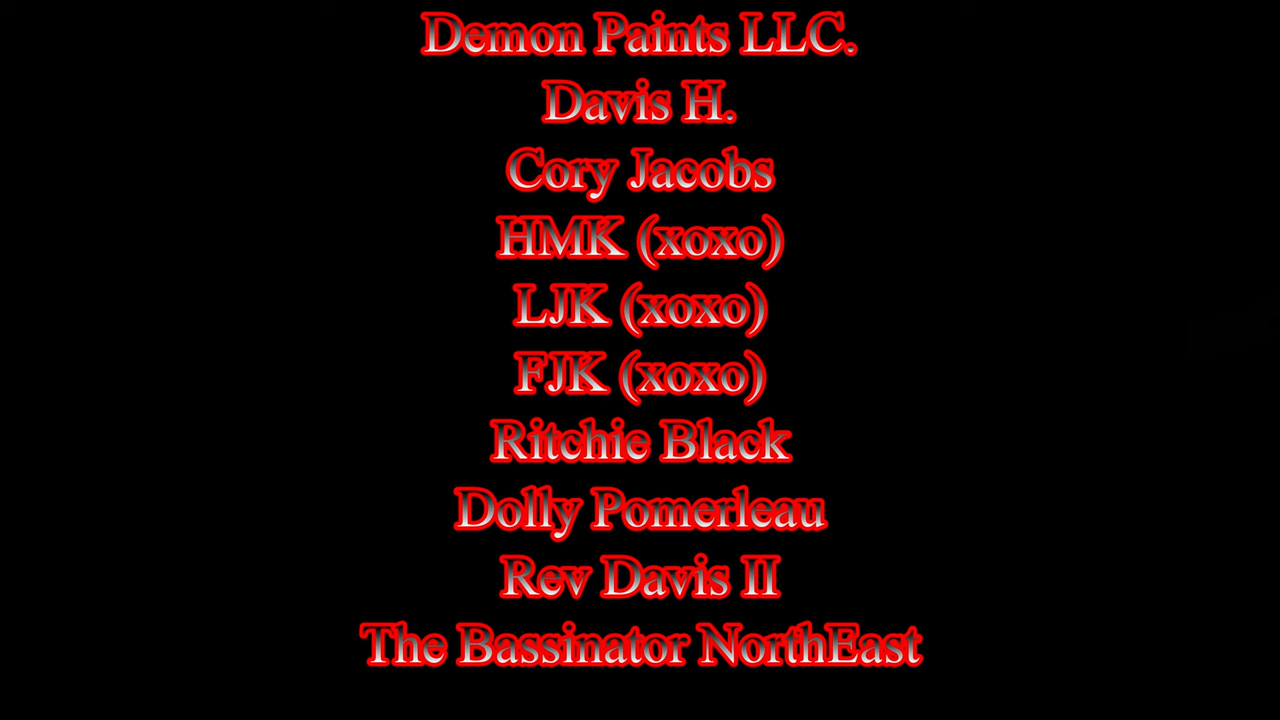 Demon Paints LLC.
Davis H.
Cory Jacobs
HMK (xoxo)
LJK (xoxo)
FJK (xoxo)
Ritchie Black
Dolly Pomerleau
Rev Davis II
The Bassinator NorthEast